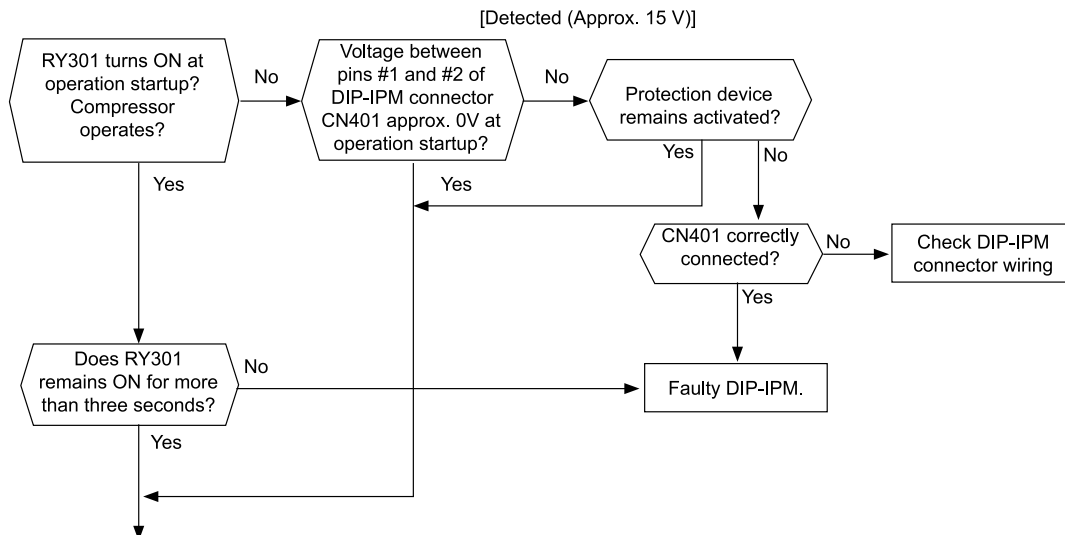 [Detected (Approx. 15 V)]
RY301 turns ON at
operation startup?
Compressor
operates?
No
Voltage between
pins #1 and #2 of
DIP-IPM connector
CN401 approx. 0V at
operation startup?
No
Protection device
remains activated?
Yes
No
Yes
Yes
CN401 correctly
connected?
No
Check DIP-IPM
connector wiring
Yes
Does RY301
remains ON for more
than three seconds?
No
Faulty DIP-IPM.
Yes